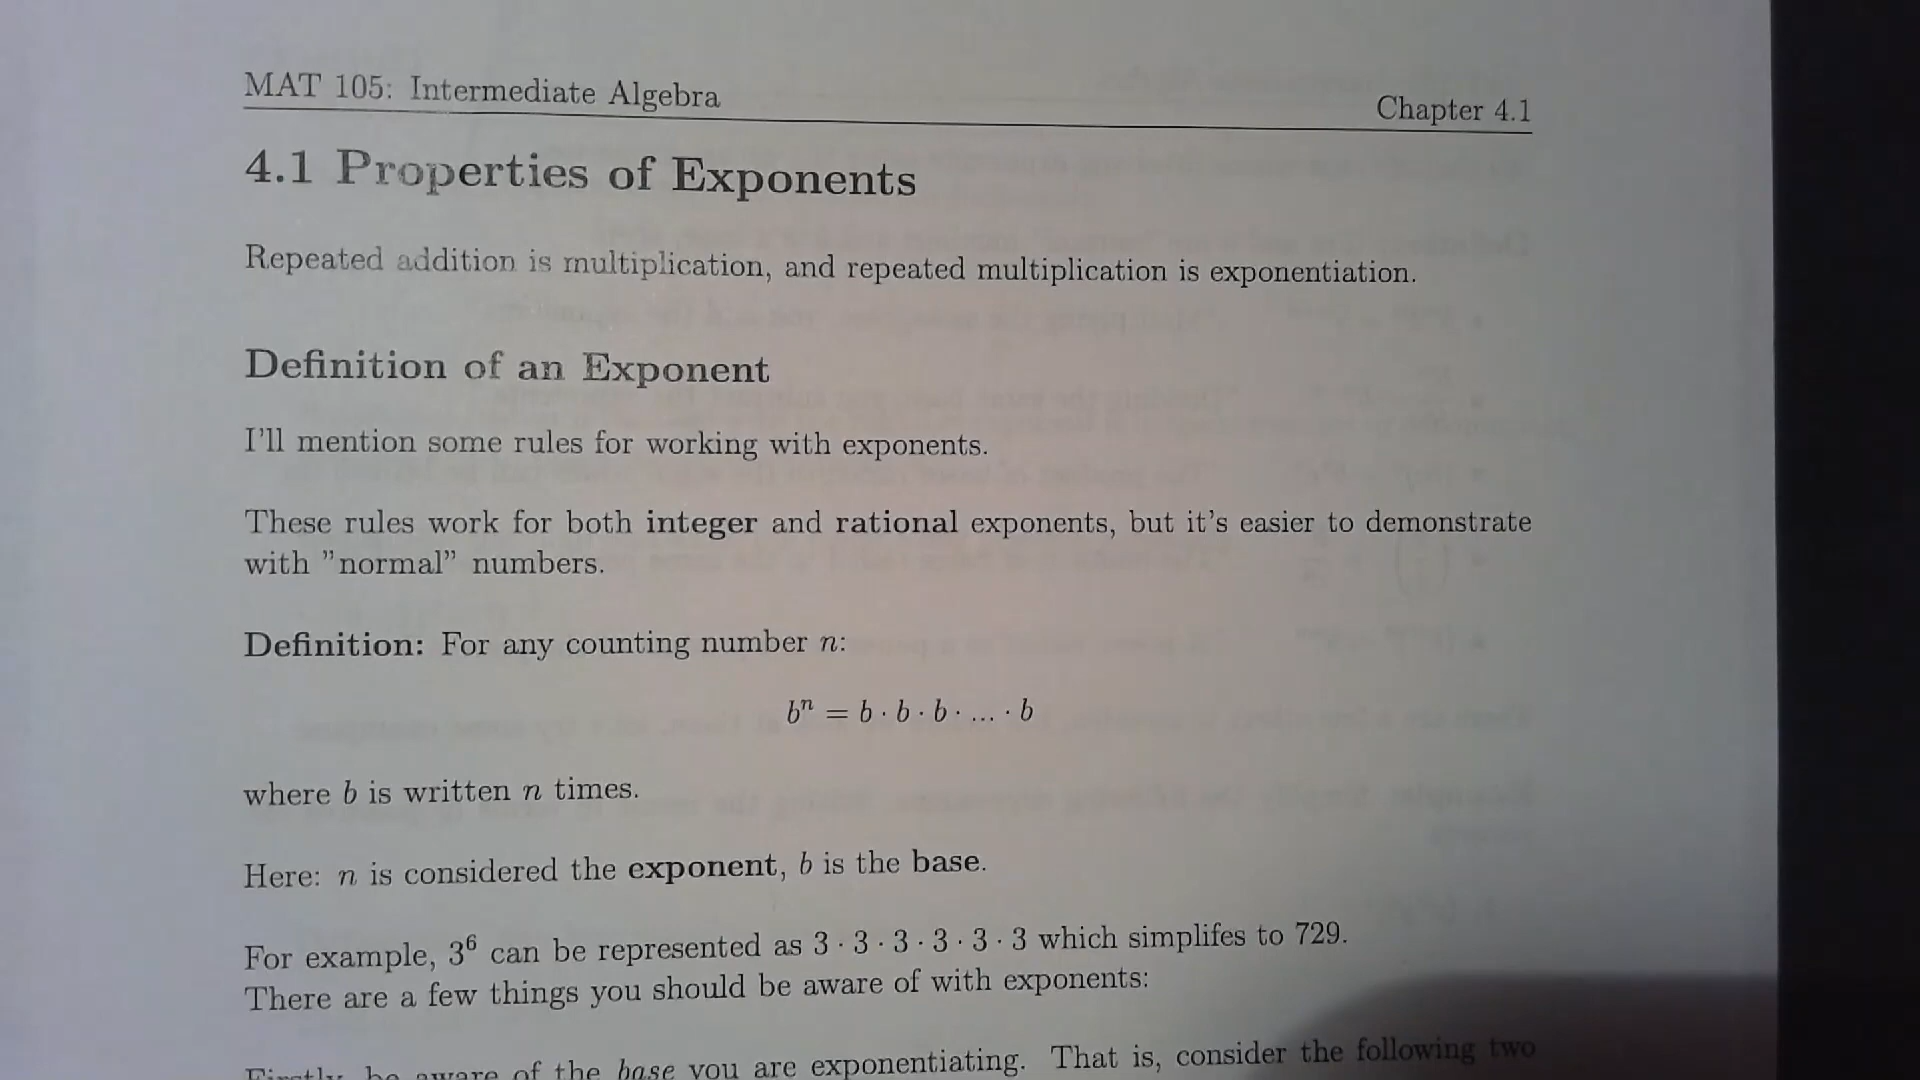 MAT 105: Intermediate Algebra
Chapter 4.1
4.1 Properties of Exponents
Repeated addition is multiplication, and repeated multiplication is exponentiation.
Definition of an Exponent
I'll mention some rules for working with exponents.
These rules work for both integer and rational exponents, but it's easier to demonstrate
with ”normal” numbers.
Definition: For any counting number n:
bⁿ = b · b · b · ... · b
where b is written n times.
Here: n is considered the exponent, b is the base.
For example, 3⁶ can be represented as 3 · 3 · 3 · 3 · 3 · 3 which simplifes to 729.
There are a few things you should be aware of with exponents:
Firstly, be aware of the base you are exponentiating. That is, consider the following two